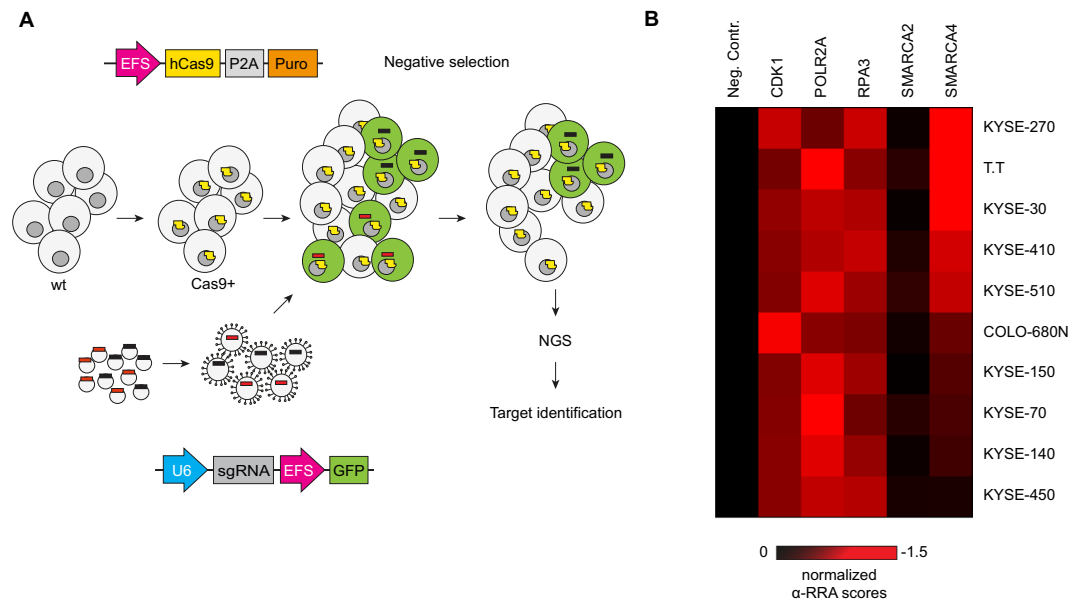 A
EFS hCas9 P2A Puro
Negative selection
wt
Cas9+
NGS
Target identification
U6 sgRNA EFS GFP
B
Neg. Contr.
CDK1
POLR2A
RPA3
SMARCA2
SMARCA4
KYSE-270
T.T
KYSE-30
KYSE-410
KYSE-510
COLO-680N
KYSE-150
KYSE-70
KYSE-140
KYSE-450
0 -1.5
normalized
α-RRA scores